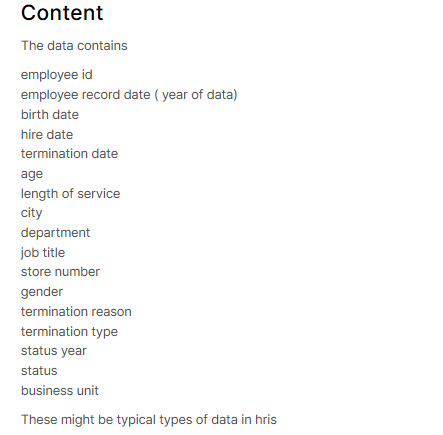 Content
The data contains
employee id
employee record date ( year of data)
birth date
hire date
termination date
age
length of service
city
department
job title
store number
gender
termination reason
termination type
status year
status
business unit
These might be typical types of data in hris